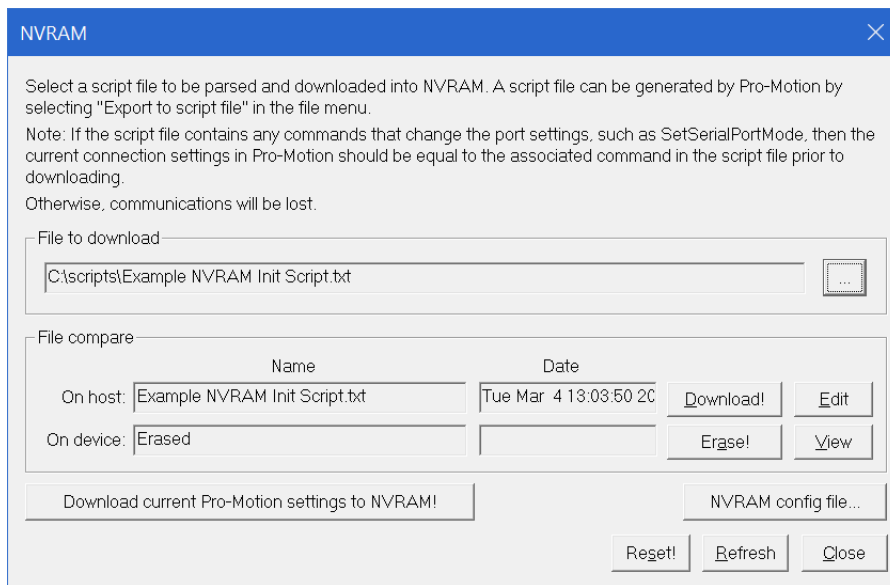 NVRAM
Select a script file to be parsed and downloaded into NVRAM. A script file can be generated by Pro-Motion by
selecting "Export to script file" in the file menu.
Note: If the script file contains any commands that change the port settings, such as SetSerialPortMode, then the
current connection settings in Pro-Motion should be equal to the associated command in the script file prior to
downloading.
Otherwise, communications will be lost.
File to download
C:\scripts\Example NVRAM Init Script.txt
...
File compare
Name Date
On host: Example NVRAM Init Script.txt Tue Mar 4 13:03:50 20 Download! Edit
On device: Erased Erase! View
Download current Pro-Motion settings to NVRAM! NVRAM config file...
Reset! Refresh Close